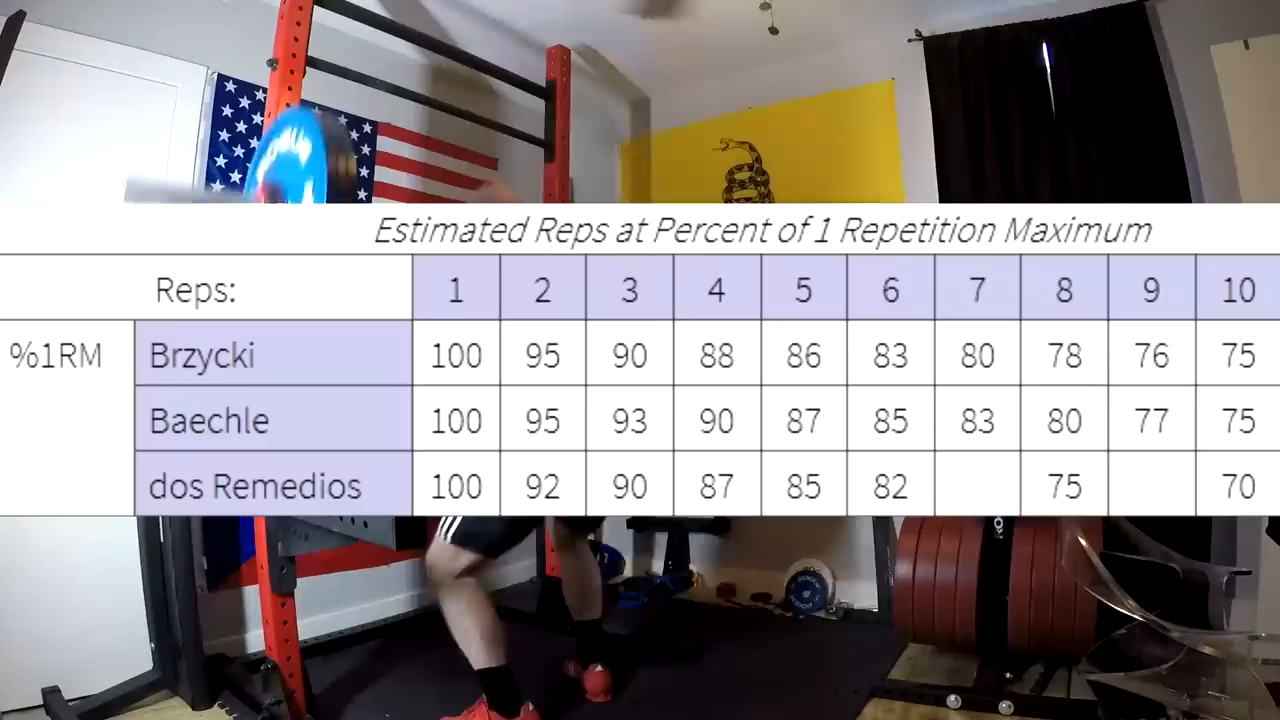 Estimated Reps at Percent of 1 Repetition Maximum
Reps: 1 2 3 4 5 6 7 8 9 10
%1RM Brzycki 100 95 90 88 86 83 80 78 76 75
Baechle 100 95 93 90 87 85 83 80 77 75
dos Remedios 100 92 90 87 85 82 75 70